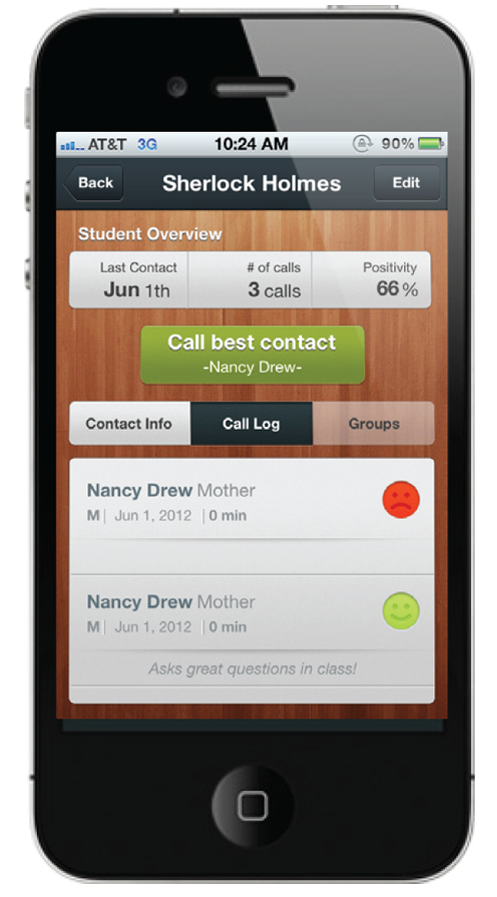 AT&T 3G 10:24 AM 90%
Back Sherlock Holmes Edit
Student Overview
Last Contact # of calls Positivity
Jun 1th 3 calls 66 %
Call best contact
-Nancy Drew-
Contact Info Call Log Groups
Nancy Drew Mother
M | Jun 1, 2012 | 0 min
Nancy Drew Mother
M | Jun 1, 2012 | 0 min
Asks great questions in class!